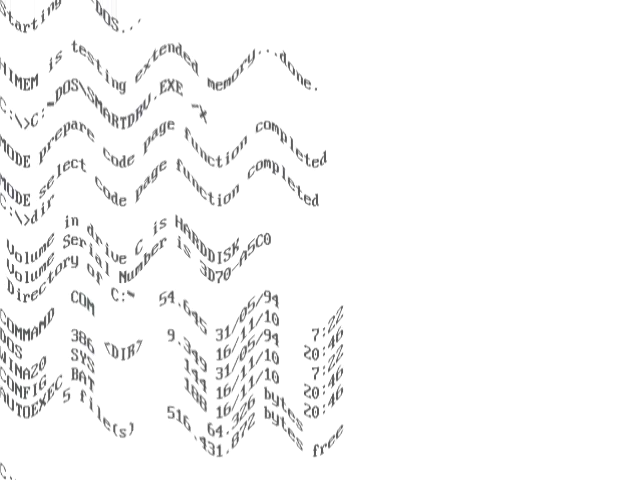 Starting DOS...
HIMEM is testing extended memory...done.
C:\>C:\DOS\SMARTDRV.EXE -X
MODE prepare code page function completed
MODE select code page function completed
C:\>dir
Volume in drive C is HARDDISK
Volume Serial Number is 3D70-A5C0
Directory of C:\
COMMAND COM 54.645 31/05/94 7:22
DOS <DIR> 16/11/10 20:46
WINA20 386 9.349 31/05/94 7:22
CONFIG SYS 144 16/11/10 20:46
AUTOEXEC BAT 188 16/11/10 20:46
5 file(s) 64.326 bytes
516.431.872 bytes free
C: